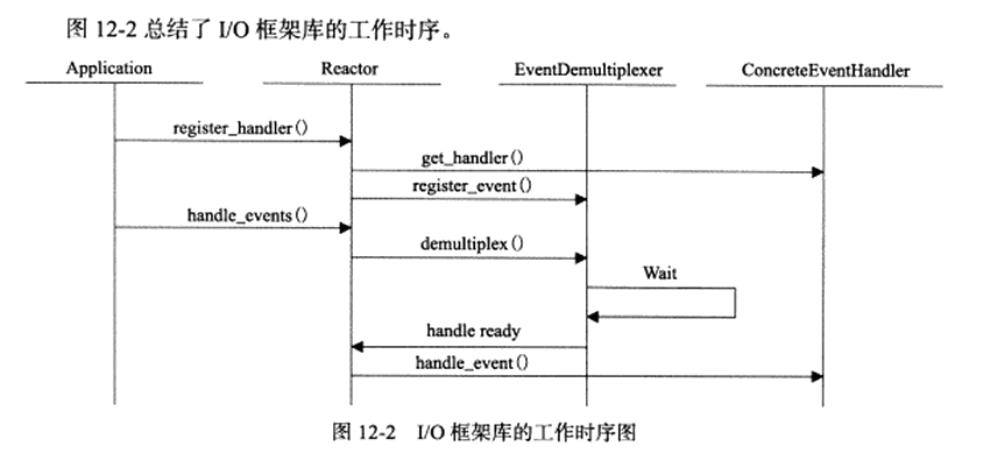 图 12-2 总结了 I/O 框架库的工作时序。
Application Reactor EventDemultiplexer ConcreteEventHandler
register_handler()
get_handler()
register_event()
handle_events()
demultiplex()
Wait
handle ready
handle_event()
图 12-2 I/O 框架库的工作时序图